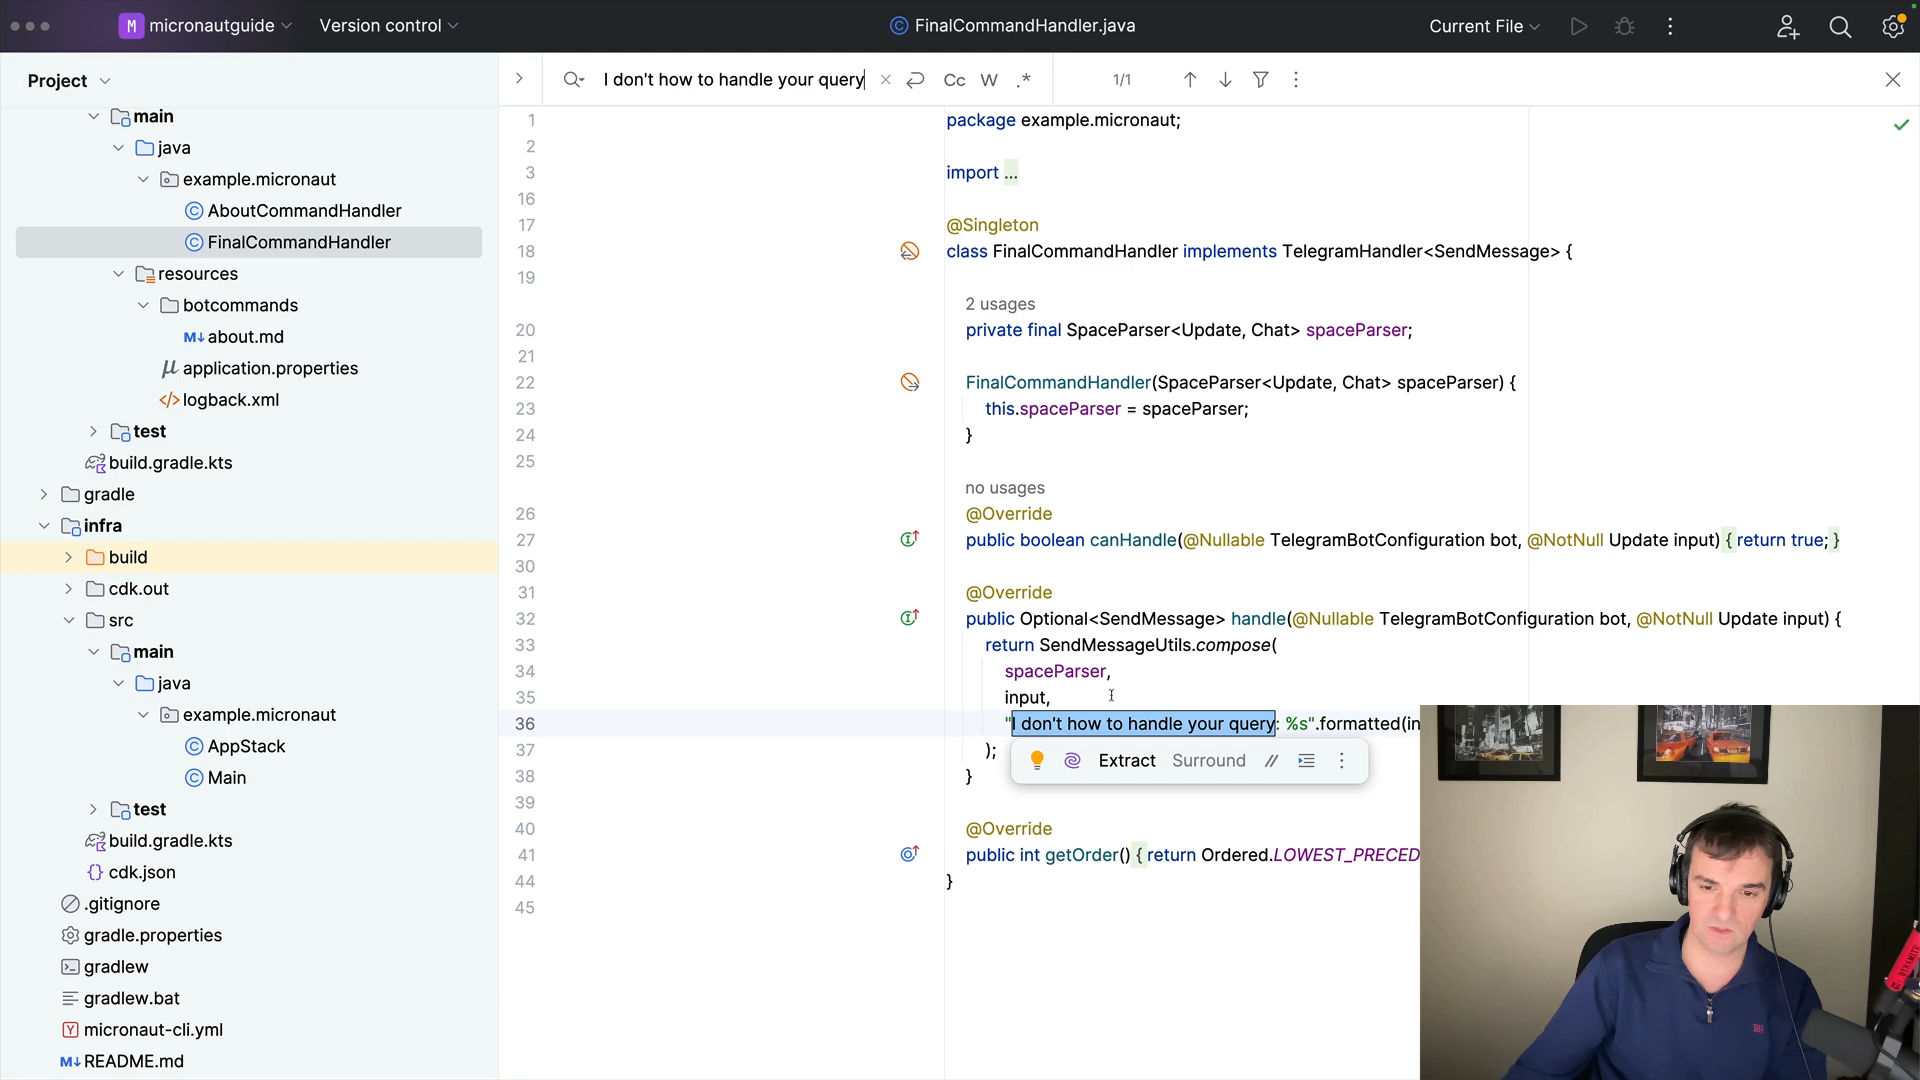 M micronautguide
Version control
FinalCommandHandler.java
Current File
Project
I don't how to handle your query
Cc W .*
1/1
main
java
example.micronaut
AboutCommandHandler
FinalCommandHandler
resources
botcommands
M↓ about.md
application.properties
logback.xml
test
build.gradle.kts
gradle
infra
build
cdk.out
src
main
java
example.micronaut
AppStack
Main
test
build.gradle.kts
cdk.json
.gitignore
gradle.properties
gradlew
gradlew.bat
micronaut-cli.yml
M↓ README.md
1 package example.micronaut;
2
3 import ...
16
17 @Singleton
18 class FinalCommandHandler implements TelegramHandler<SendMessage> {
19
2 usages
20 private final SpaceParser<Update, Chat> spaceParser;
21
22 FinalCommandHandler(SpaceParser<Update, Chat> spaceParser) {
23 this.spaceParser = spaceParser;
24 }
25
no usages
26 @Override
27 public boolean canHandle(@Nullable TelegramBotConfiguration bot, @NotNull Update input) { return true; }
30
31 @Override
32 public Optional<SendMessage> handle(@Nullable TelegramBotConfiguration bot, @NotNull Update input) {
33 return SendMessageUtils.compose(
34 spaceParser,
35 input,
36 "I don't how to handle your query: %s".formatted(in
37 );
38 }
39
40 @Override
41 public int getOrder() { return Ordered.LOWEST_PRECED
44 }
45
Extract Surround //